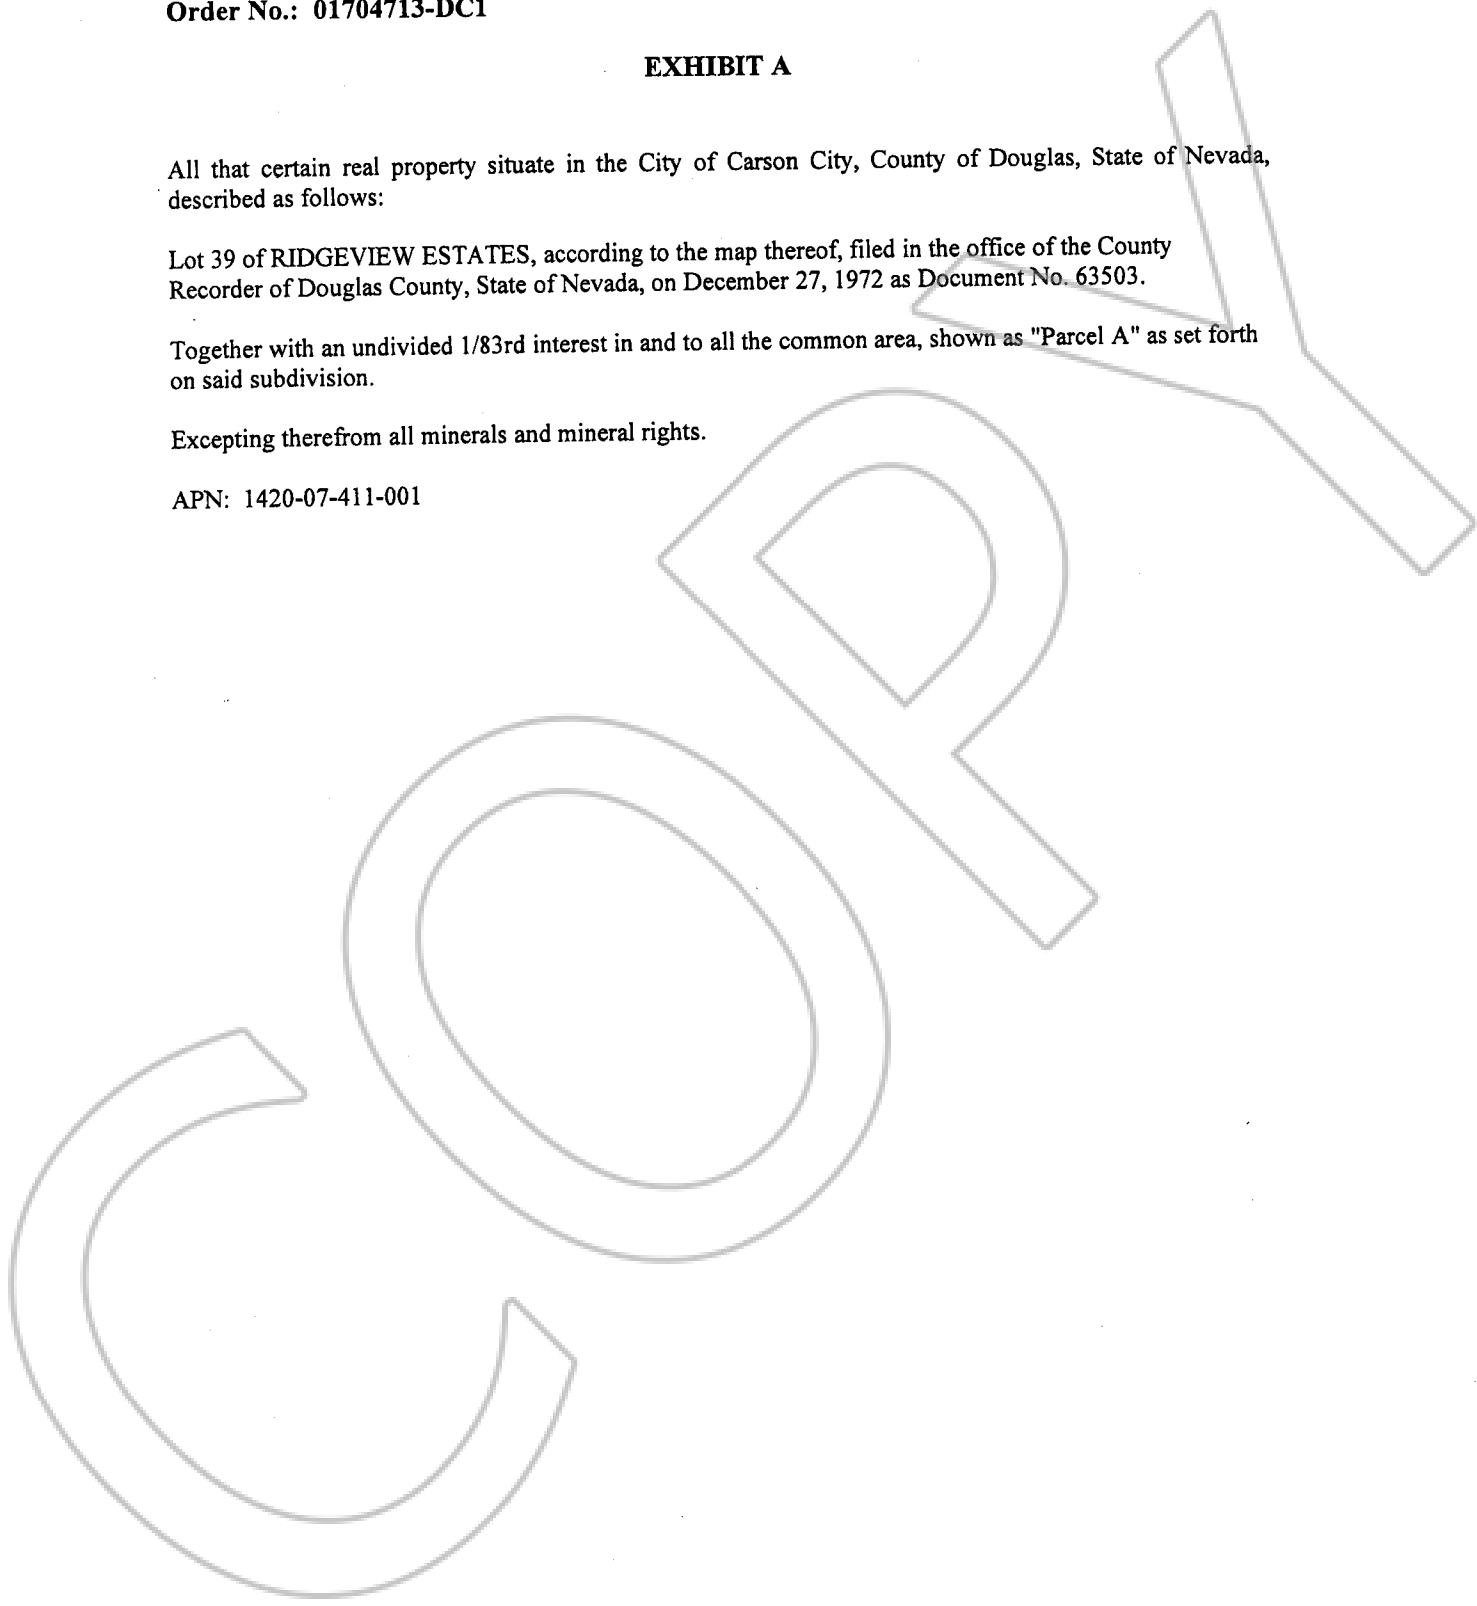 Order No.: 01704713-DC1
EXHIBIT A
All that certain real property situate in the City of Carson City, County of Douglas, State of Nevada,
described as follows:
Lot 39 of RIDGEVIEW ESTATES, according to the map thereof, filed in the office of the County
Recorder of Douglas County, State of Nevada, on December 27, 1972 as Document No. 63503.
Together with an undivided 1/83rd interest in and to all the common area, shown as "Parcel A" as set forth
on said subdivision.
Excepting therefrom all minerals and mineral rights.
APN: 1420-07-411-001
COPY